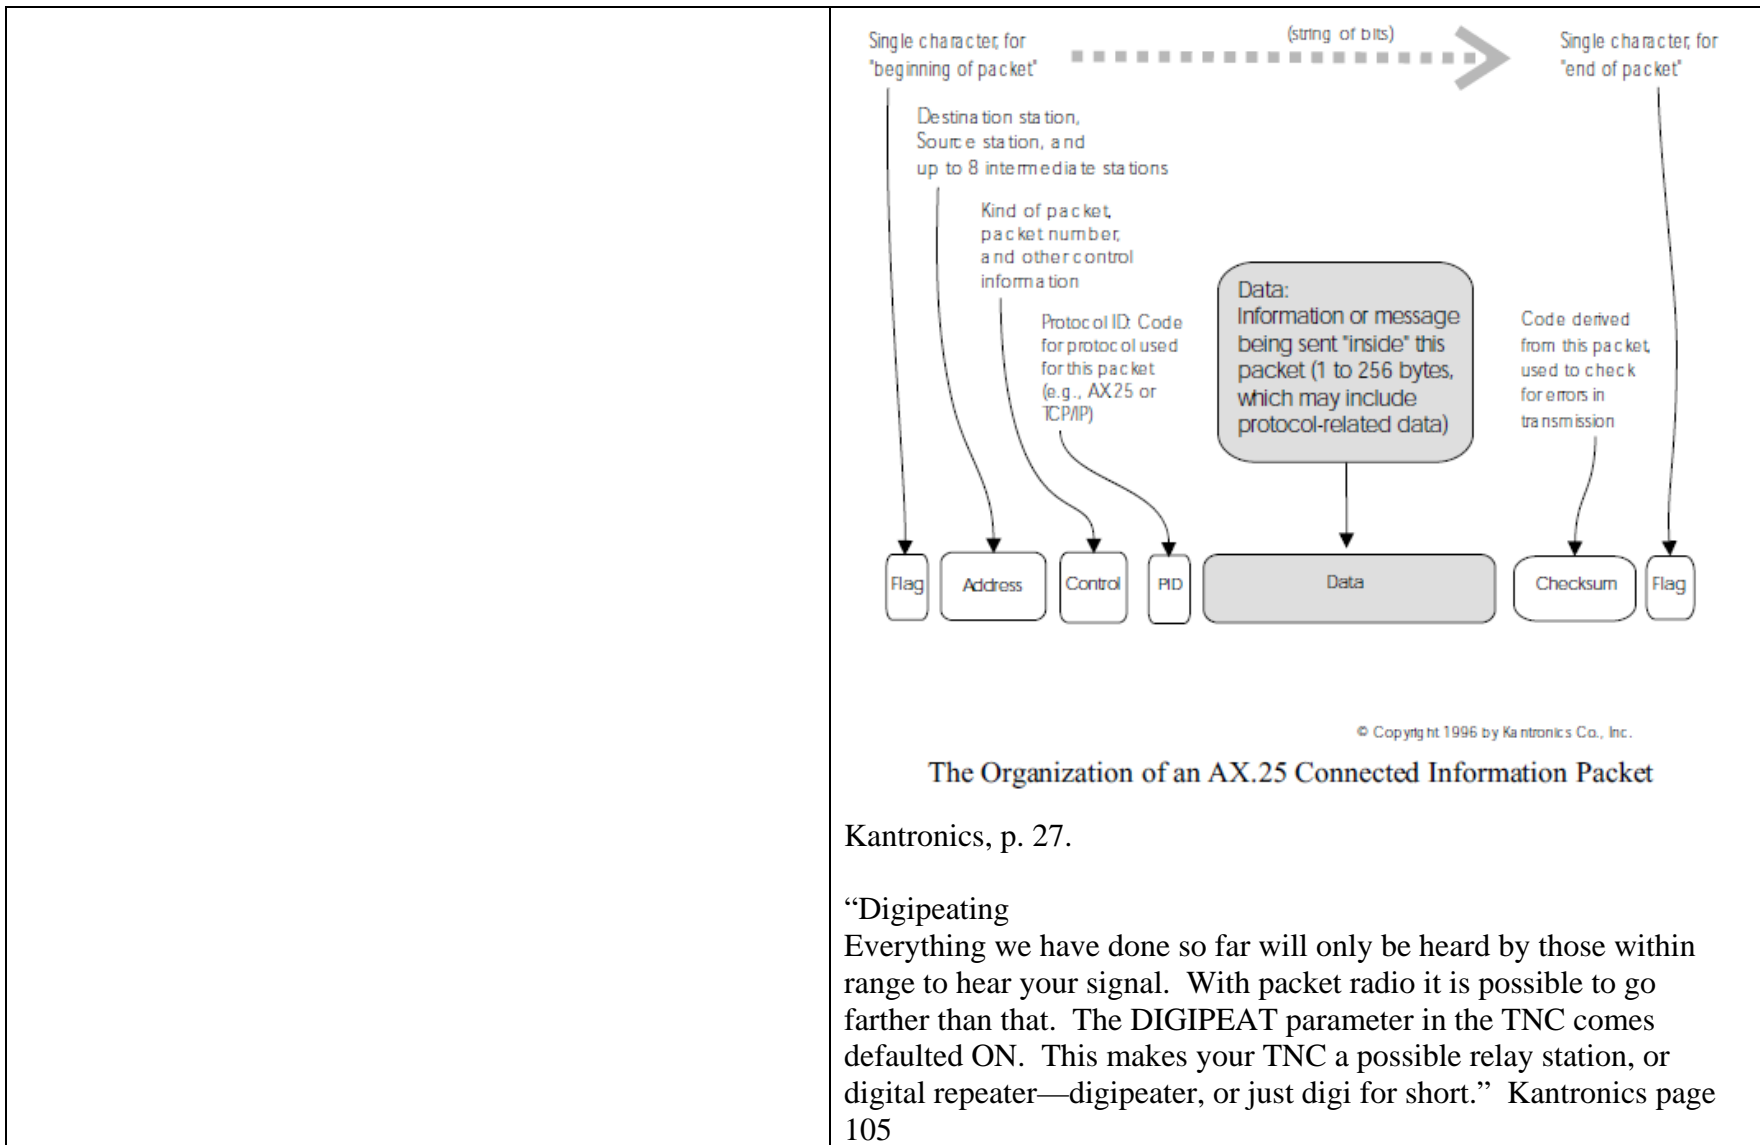 Single character, for
"beginning of packet"
(string of bits)
Single character, for
"end of packet"
Destination station,
Source station, and
up to 8 intermediate stations
Kind of packet,
packet number,
and other control
information
Protocol ID: Code
for protocol used
for this packet
(e.g., AX.25 or
TCP/IP)
Data:
Information or message
being sent "inside" this
packet (1 to 256 bytes,
which may include
protocol-related data)
Code derived
from this packet,
used to check
for errors in
transmission
Flag
Address
Control
PID
Data
Checksum
Flag
© Copyright 1996 by Kantronics Co., Inc.
The Organization of an AX.25 Connected Information Packet
Kantronics, p. 27.
“Digipeating
Everything we have done so far will only be heard by those within
range to hear your signal. With packet radio it is possible to go
farther than that. The DIGIPEAT parameter in the TNC comes
defaulted ON. This makes your TNC a possible relay station, or
digital repeater—digipeater, or just digi for short.” Kantronics page
105